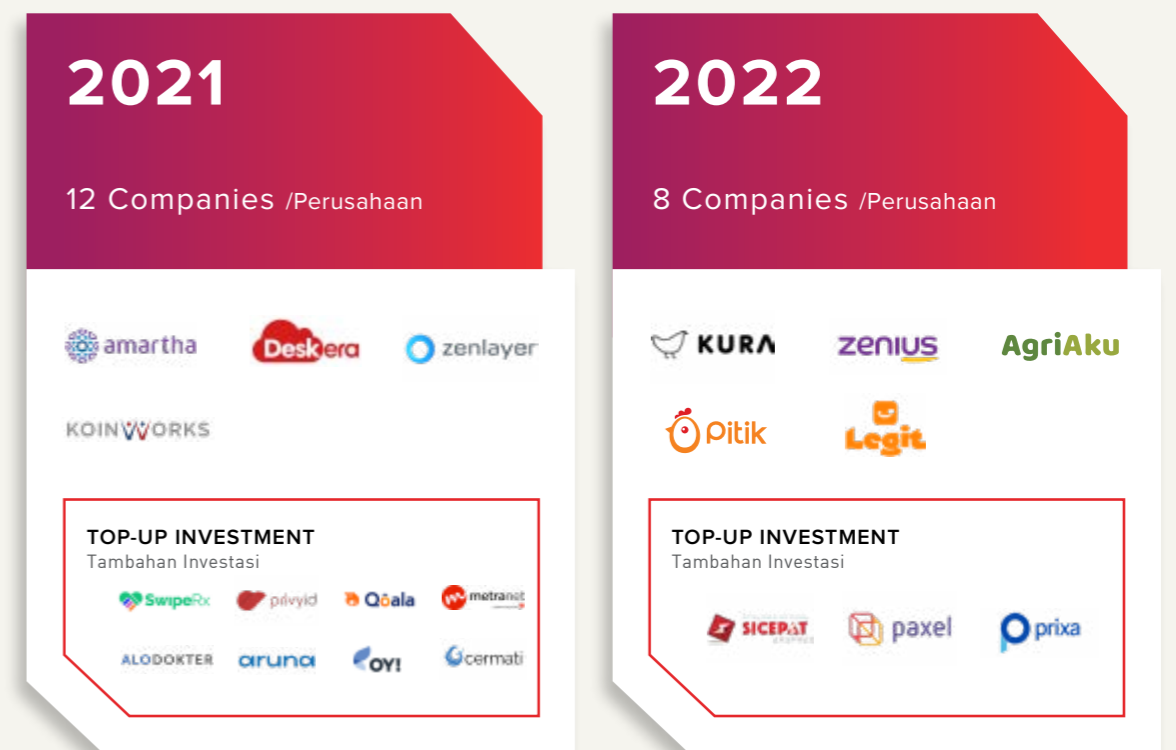 2021
12 Companies /Perusahaan
amartha
Deskera
zenlayer
KOINWORKS
TOP-UP INVESTMENT
Tambahan Investasi
SwipeRx
privyid
Qoala
metranet
ALODOKTER
aruna
OY!
cermati
2022
8 Companies /Perusahaan
KURA
zenius
AgriAku
Pitik
Legit
TOP-UP INVESTMENT
Tambahan Investasi
SICEPAT
paxel
prixa